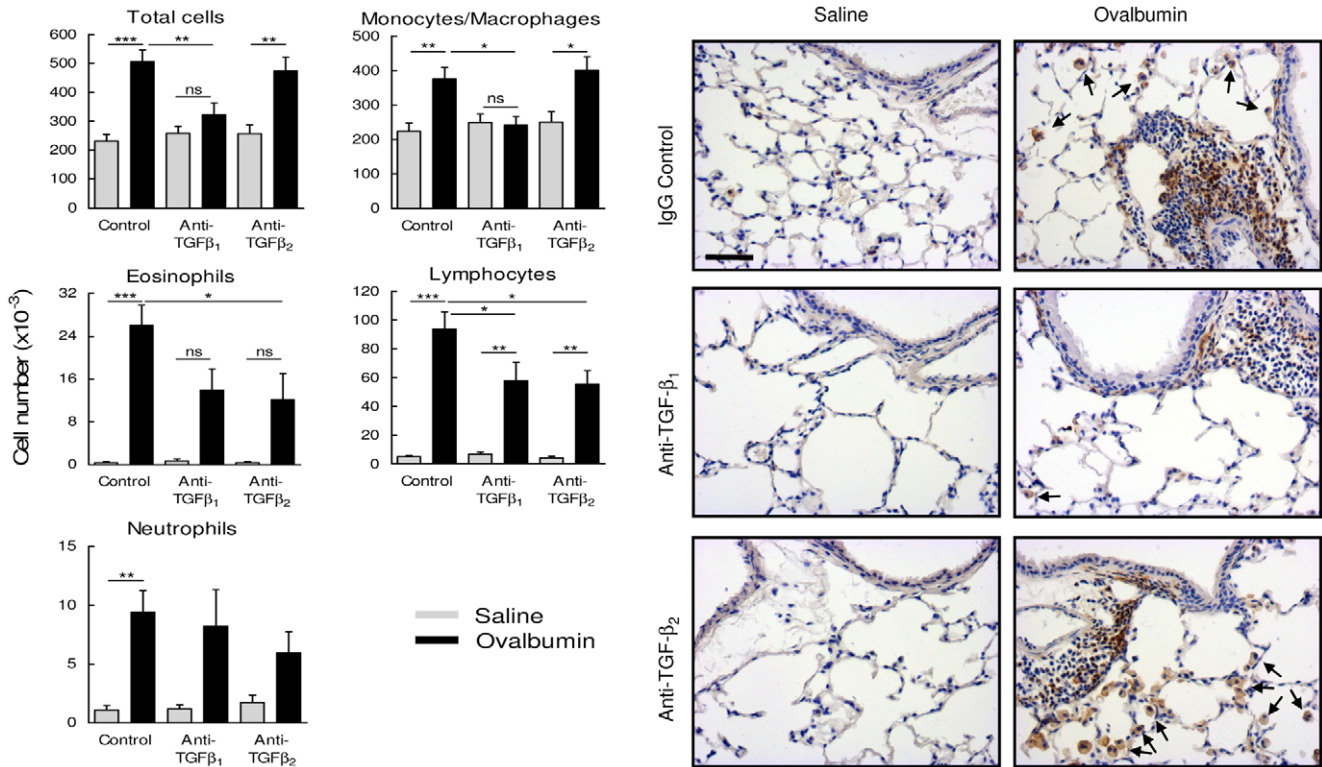 Total cells
600
500
400
300
200
100
0
***
**
**
ns
Control
Anti-
TGFβ₁
Anti-
TGFβ₂
Monocytes/Macrophages
500
400
300
200
100
0
**
*
*
ns
Control
Anti-
TGFβ₁
Anti-
TGFβ₂
Cell number (x10-3)
Eosinophils
32
24
16
8
0
***
*
ns
ns
Control
Anti-
TGFβ₁
Anti-
TGFβ₂
Lymphocytes
120
100
80
60
40
20
0
***
*
*
**
**
Control
Anti-
TGFβ₁
Anti-
TGFβ₂
Neutrophils
15
10
5
0
**
Control
Anti-
TGFβ₁
Anti-
TGFβ₂
Saline
Ovalbumin
Saline
Ovalbumin
IgG Control
Anti-TGF-β₁
Anti-TGF-β₂